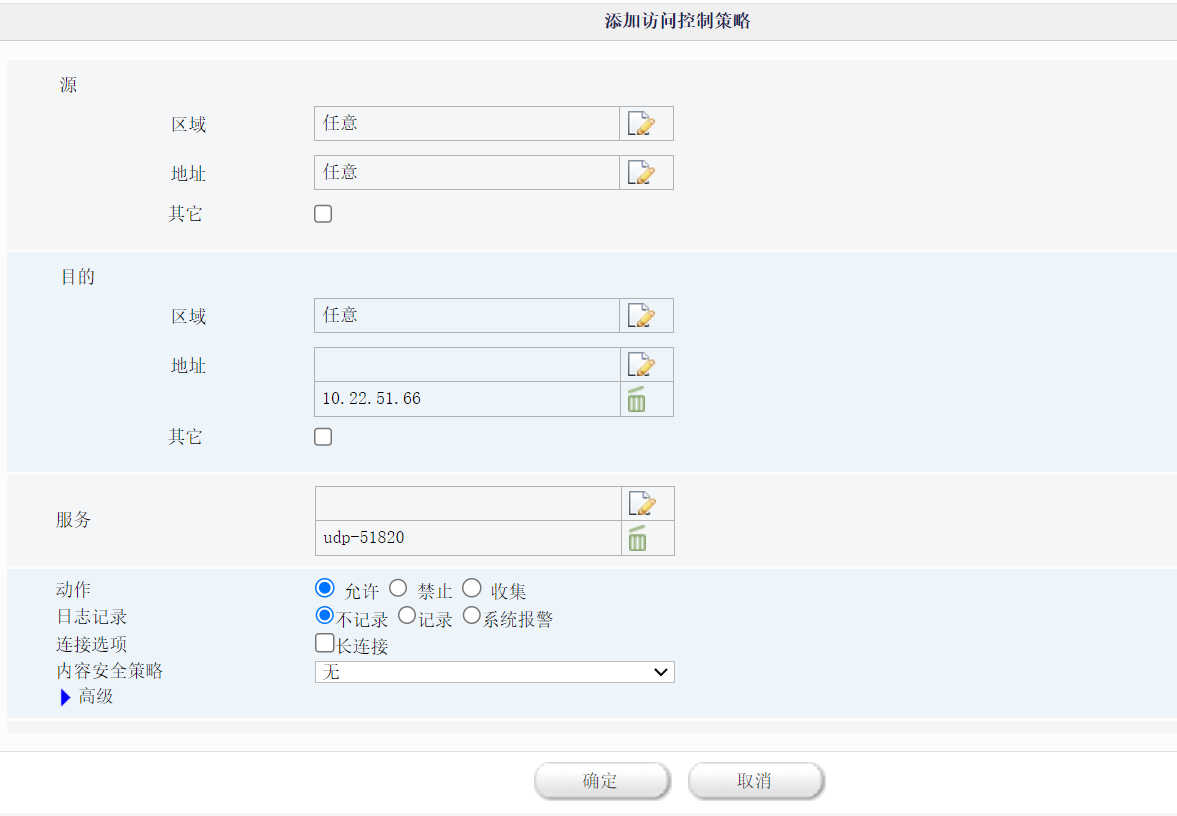 添加访问控制策略
源
区域 任意
地址 任意
其它
目的
区域 任意
地址
10.22.51.66
其它
服务
udp-51820
动作 允许 禁止 收集
日志记录 不记录 记录 系统报警
连接选项 长连接
内容安全策略 无
高级
确定 取消